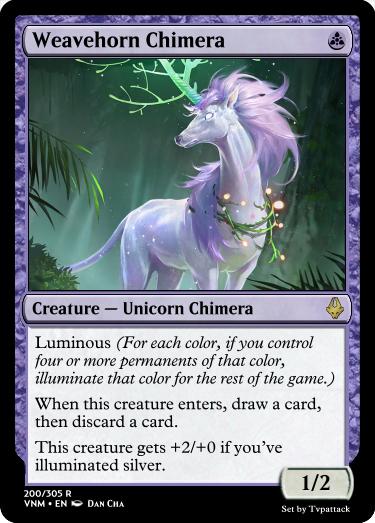 Weavehorn Chimera
Creature — Unicorn Chimera
Luminous (For each color, if you control
four or more permanents of that color,
illuminate that color for the rest of the game.)
When this creature enters, draw a card,
then discard a card.
This creature gets +2/+0 if you’ve
illuminated silver.
1/2
200/305 R
VNM • EN Dan Cha
Set by Tvpattack